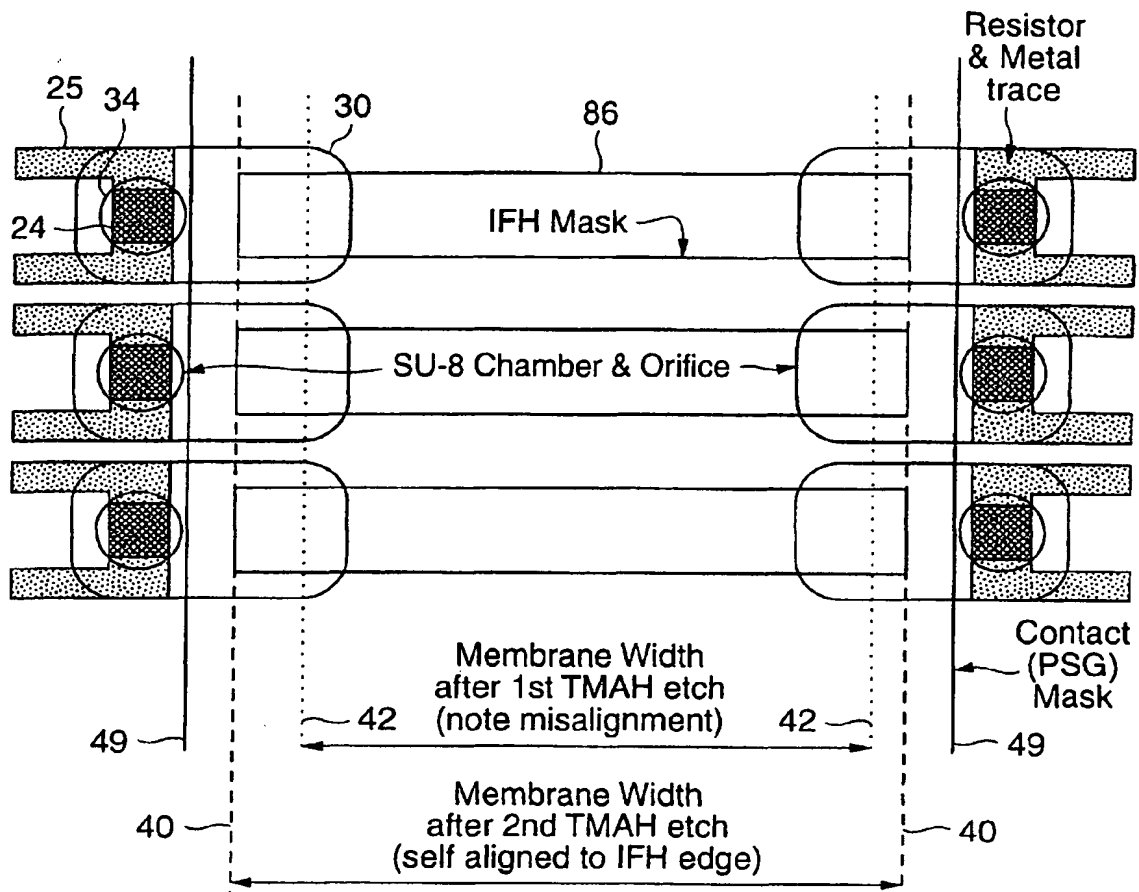 Resistor
& Metal
trace
25
34
30
86
24
IFH Mask
SU-8 Chamber & Orifice
Contact
(PSG)
Mask
Membrane Width
after 1st TMAH etch
(note misalignment)
42
42
49
49
Membrane Width
after 2nd TMAH etch
(self aligned to IFH edge)
40
40